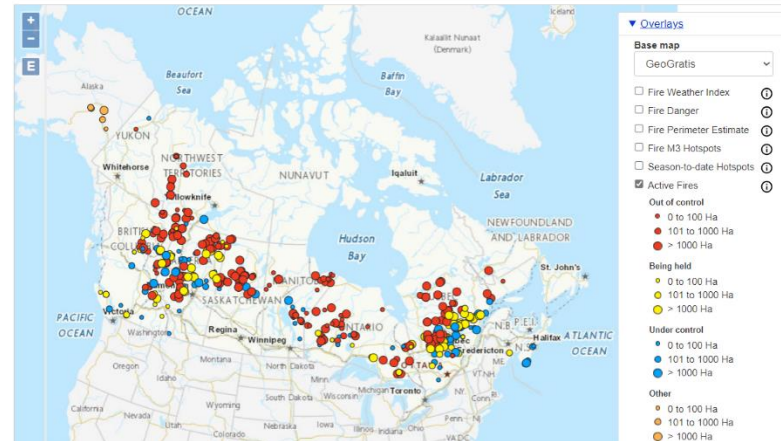 OCEAN
Iceland
+
−
E
Kalaallit Nunaat
(Denmark)
Beaufort
Sea
Baffin
Bay
Alaska
YUKON
NORTHWEST
TERRITORIES
Whitehorse
NUNAVUT
Iqaluit
Labrador
Sea
NEWFOUNDLAND
AND LABRADOR
Hudson
Bay
St. John's
SASKATCHEWAN
PACIFIC
OCEAN
Victoria
Regina
Winnipeg
ONTARIO
N.B.
P.E.I.
Halifax
N.S.
ATLANTIC
OCEAN
Washington
Montana
North Dakota
Minn.
Oregon
Idaho
Wyoming
South Dakota
Wisconsin
Michigan
Toronto
VT
NH
ME
NY
California
Nevada
Utah
Colorado
Nebraska
Iowa
Illinois
Indiana
Ohio
Penn
NJ
VA
DC
▼ Overlays
Base map
GeoGratis
Fire Weather Index
Fire Danger
Fire Perimeter Estimate
Fire M3 Hotspots
Season-to-date Hotspots
Active Fires
Out of control
0 to 100 Ha
101 to 1000 Ha
> 1000 Ha
Being held
0 to 100 Ha
101 to 1000 Ha
> 1000 Ha
Under control
0 to 100 Ha
101 to 1000 Ha
> 1000 Ha
Other
0 to 100 Ha
101 to 1000 Ha
> 1000 Ha